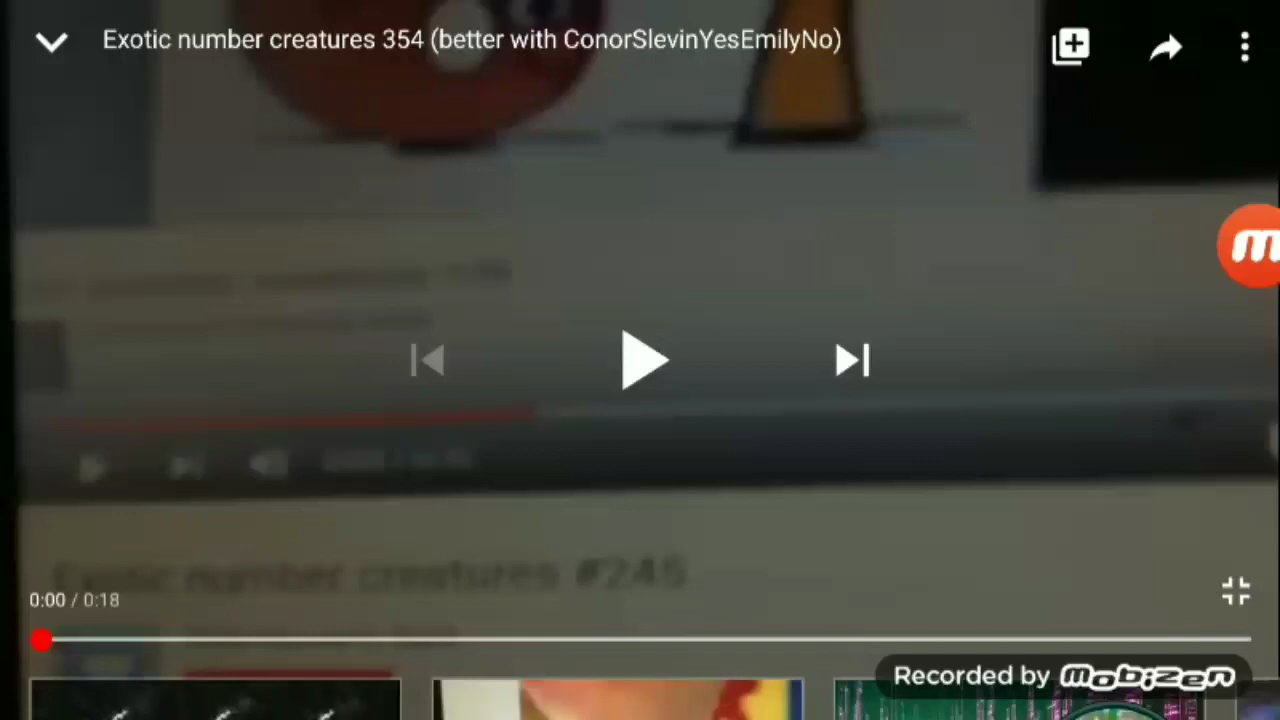 Exotic number creatures 354 (better with ConorSlevinYesEmilyNo)
Exotic number creatures #245
0:00 / 0:18
Recorded by mobizen